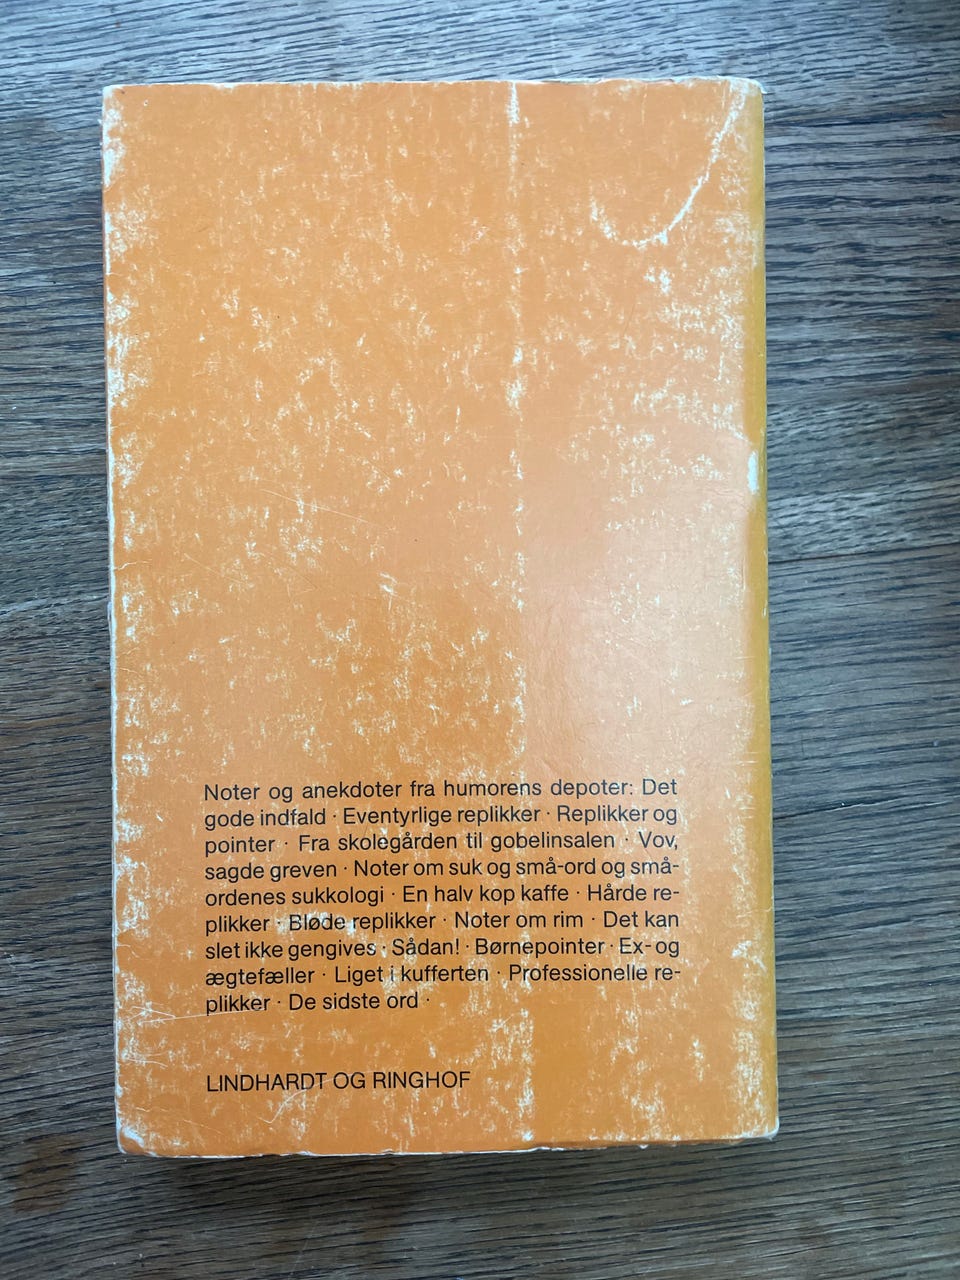 Noter og anekdoter fra humorens depoter: Det
gode indfald · Eventyrlige replikker · Replikker og
pointer · Fra skolegården til gobelinsalen · Vov,
sagde greven · Noter om suk og små-ord og små-
ordenes sukkologi · En halv kop kaffe · Hårde re-
plikker · Bløde replikker · Noter om rim · Det kan
slet ikke gengives · Sådan! · Børnepointer · Ex- og
ægtefæller · Liget i kufferten · Professionelle re-
plikker · De sidste ord ·
LINDHARDT OG RINGHOF